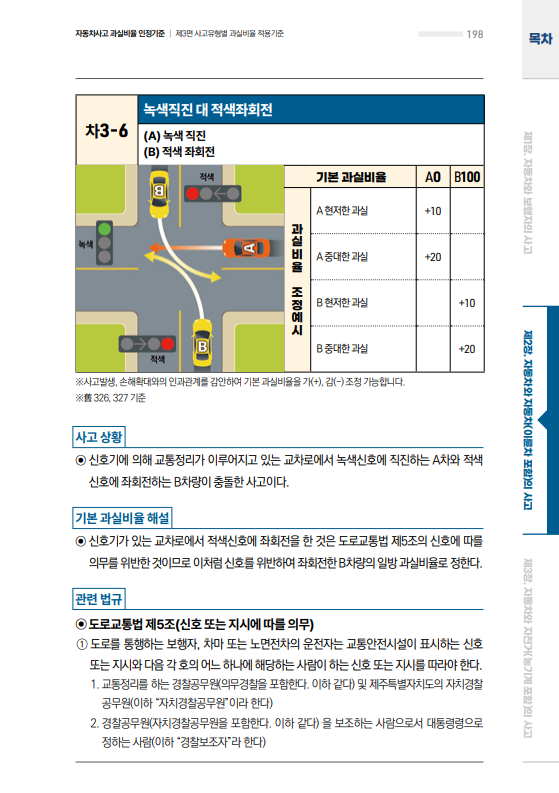 자동차사고 과실비율 인정기준 | 제3편 사고유형별 과실비율 적용기준
198
목차
차3-6
녹색직진 대 적색좌회전
(A) 녹색 직진
(B) 적색 좌회전
적색
녹색
적색
B
A
B
기본 과실비율
A0
B100
과실비율 조정예시
A 현저한 과실
+10
A 중대한 과실
+20
B 현저한 과실
+10
B 중대한 과실
+20
※사고발생, 손해확대와의 인과관계를 감안하여 기본 과실비율을 가(+), 감(-) 조정 가능합니다.
※舊 326, 327 기준
사고 상황
◉ 신호기에 의해 교통정리가 이루어지고 있는 교차로에서 녹색신호에 직진하는 A차와 적색
신호에 좌회전하는 B차량이 충돌한 사고이다.
기본 과실비율 해설
◉ 신호기가 있는 교차로에서 적색신호에 좌회전을 한 것은 도로교통법 제5조의 신호에 따를
의무를 위반한 것이므로 이처럼 신호를 위반하여 좌회전한 B차량의 일방 과실비율로 정한다.
관련 법규
◉ 도로교통법 제5조(신호 또는 지시에 따를 의무)
① 도로를 통행하는 보행자, 차마 또는 노면전차의 운전자는 교통안전시설이 표시하는 신호
또는 지시와 다음 각 호의 어느 하나에 해당하는 사람이 하는 신호 또는 지시를 따라야 한다.
1. 교통정리를 하는 경찰공무원(의무경찰을 포함한다. 이하 같다) 및 제주특별자치도의 자치경찰
공무원(이하 “자치경찰공무원”이라 한다)
2. 경찰공무원(자치경찰공무원을 포함한다. 이하 같다) 을 보조하는 사람으로서 대통령령으로
정하는 사람(이하 “경찰보조자”라 한다)
제1장. 자동차와 보행자의 사고
제2장. 자동차와 자동차(이륜차 포함)의 사고
제3장. 자동차와 자전거(농기계 포함)의 사고